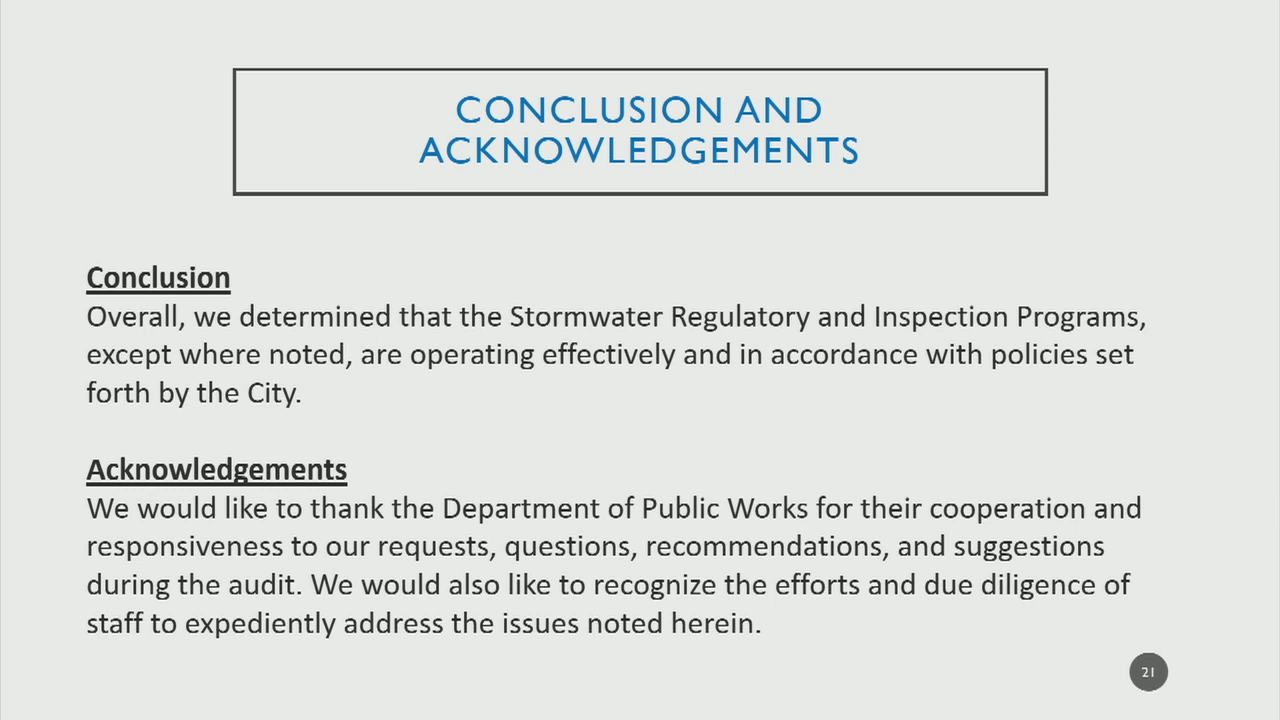 CONCLUSION AND
ACKNOWLEDGEMENTS
Conclusion
Overall, we determined that the Stormwater Regulatory and Inspection Programs,
except where noted, are operating effectively and in accordance with policies set
forth by the City.
Acknowledgements
We would like to thank the Department of Public Works for their cooperation and
responsiveness to our requests, questions, recommendations, and suggestions
during the audit. We would also like to recognize the efforts and due diligence of
staff to expediently address the issues noted herein.
21